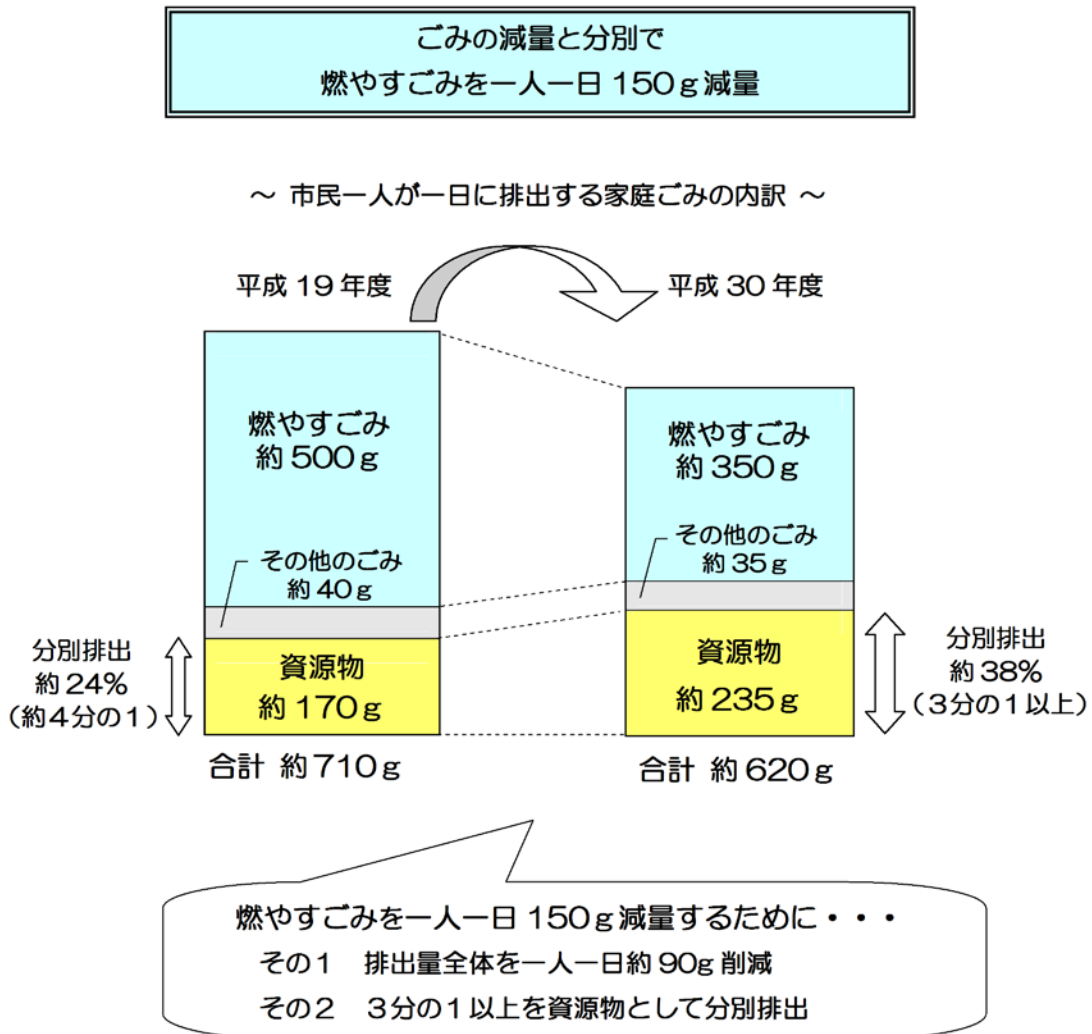 ごみの減量と分別で
燃やすごみを一人一日 150g減量
～ 市民一人が一日に排出する家庭ごみの内訳 ～
平成 19 年度
平成 30 年度
燃やすごみ
約 500g
その他のごみ
約 40g
資源物
約 170g
分別排出
約 24%
（約4分の1）
合計 約 710g
燃やすごみ
約 350g
その他のごみ
約 35g
資源物
約 235g
分別排出
約 38%
（3分の1以上）
合計 約 620g
燃やすごみを一人一日 150g減量するために・・・
その1 排出量全体を一人一日約 90g 削減
その2 3分の1以上を資源物として分別排出